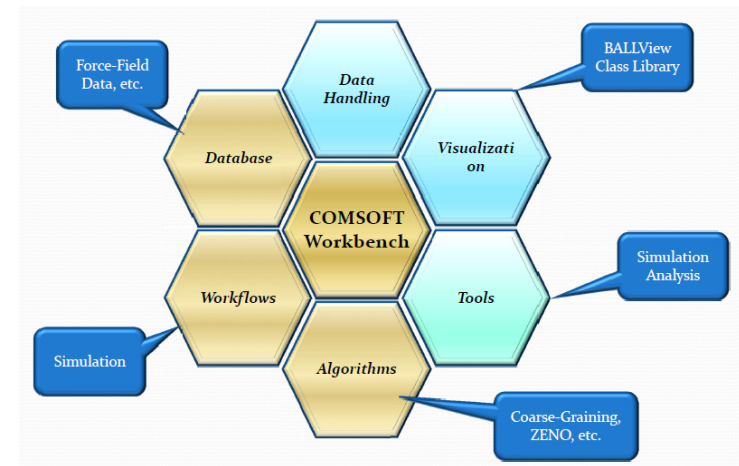 BALLView
Class Library
Force-Field
Data, etc.
Data
Handling
Database
Visualizati
on
COMSOFT
Workbench
Simulation
Analysis
Workflows
Tools
Simulation
Algorithms
Coarse-Graining,
ZENO, etc.